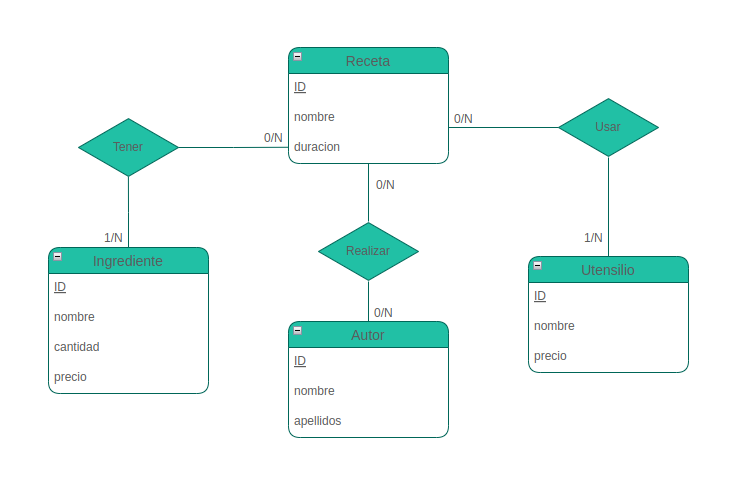 Receta
ID
nombre
duracion
Tener
0/N
0/N
Usar
0/N
Realizar
1/N
1/N
0/N
Ingrediente
ID
nombre
cantidad
precio
Autor
ID
nombre
apellidos
Utensilio
ID
nombre
precio